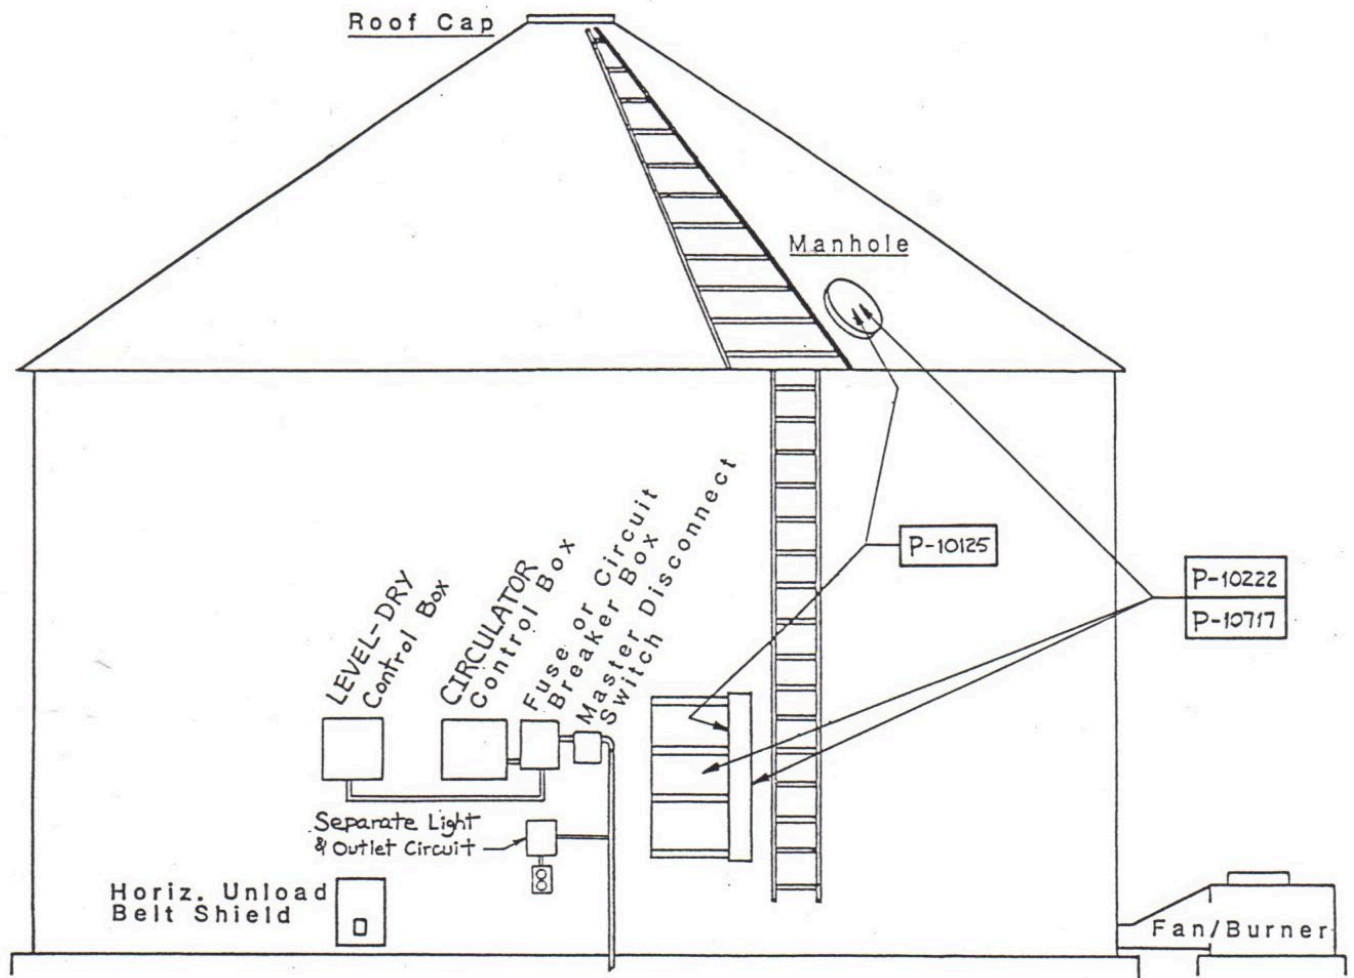 Roof Cap
Manhole
P-10125
P-10222
P-10717
LEVEL-DRY
Control Box
CIRCULATOR
Control Box
Fuse or Circuit
Breaker Box
Master Disconnect
Switch
Separate Light
& Outlet Circuit
Horiz. Unload
Belt Shield
Fan/Burner